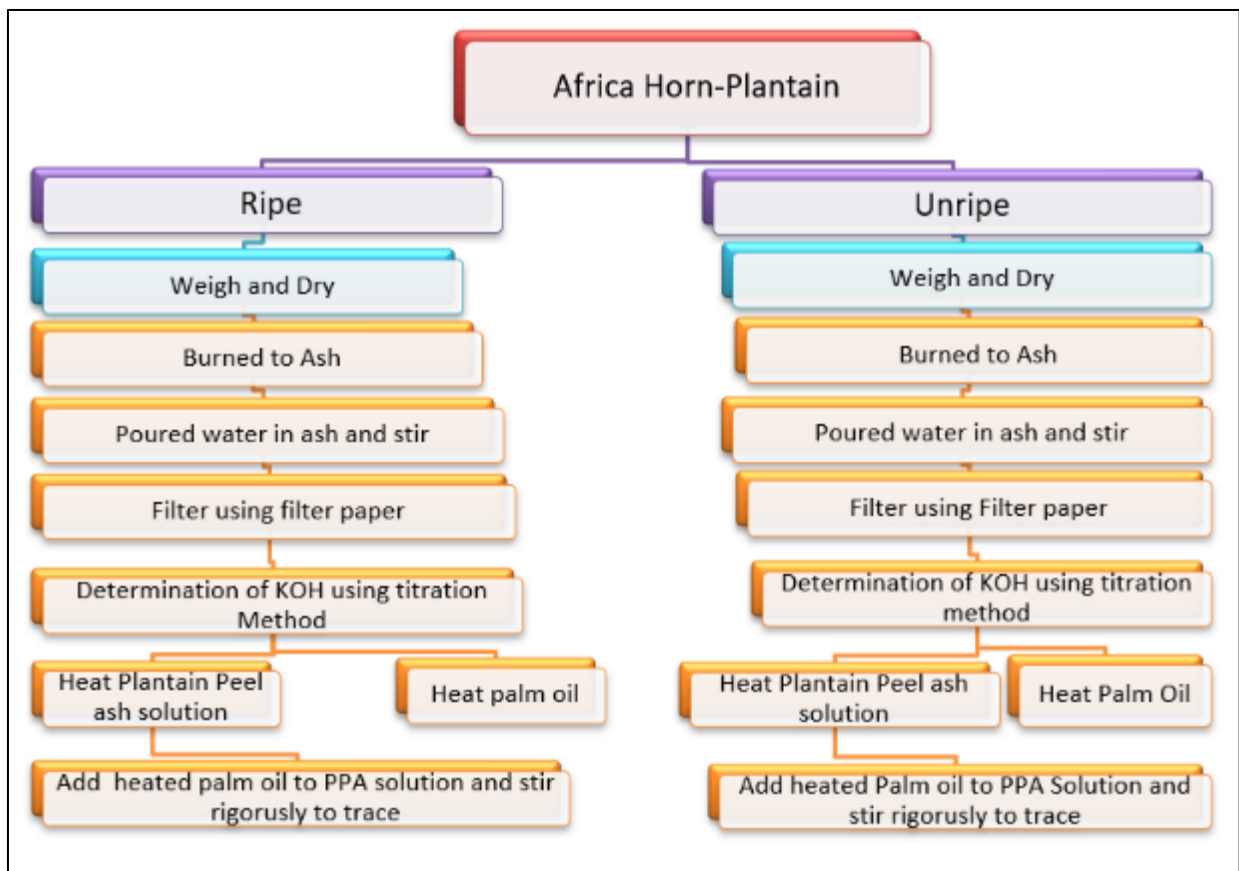 Africa Horn-Plantain
Ripe
Weigh and Dry
Burned to Ash
Poured water in ash and stir
Filter using filter paper
Determination of KOH using titration
Method
Heat Plantain Peel
ash solution
Heat palm oil
Add heated palm oil to PPA solution and stir
rigorusly to trace
Unripe
Weigh and Dry
Burned to Ash
Poured water in ash and stir
Filter using Filter paper
Determination of KOH using titration
method
Heat Plantain Peel ash
solution
Heat Palm Oil
Add heated Palm oil to PPA Solution and
stir rigorusly to trace